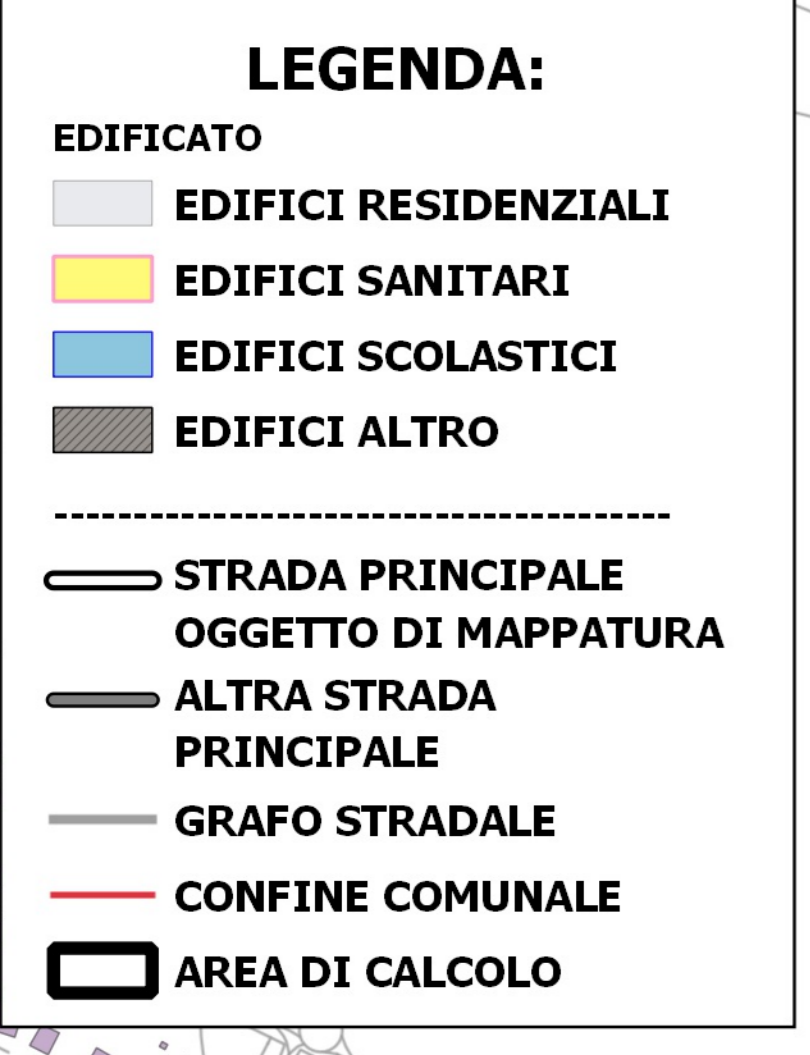 LEGENDA:
EDIFICATO
EDIFICI RESIDENZIALI
EDIFICI SANITARI
EDIFICI SCOLASTICI
EDIFICI ALTRO
---------------------------------------
STRADA PRINCIPALE
OGGETTO DI MAPPATURA
ALTRA STRADA
PRINCIPALE
GRAFO STRADALE
CONFINE COMUNALE
AREA DI CALCOLO